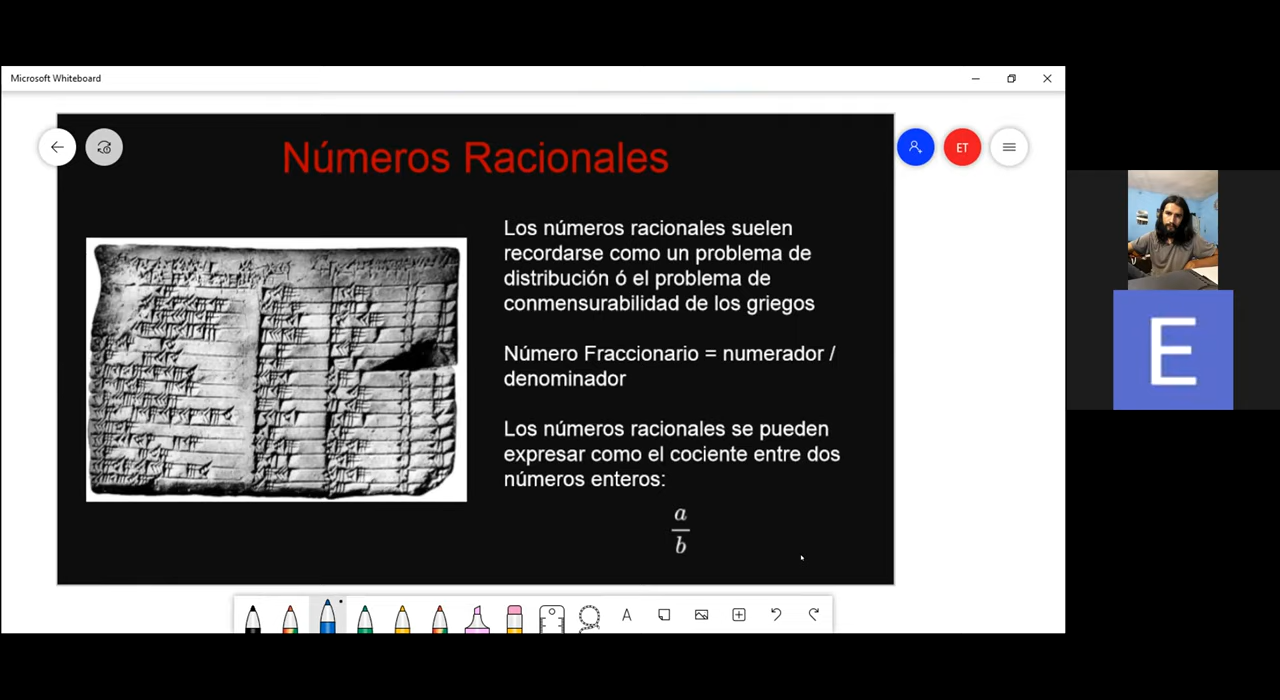 Microsoft Whiteboard
Números Racionales
ET
Los números racionales suelen
recordarse como un problema de
distribución ó el problema de
conmensurabilidad de los griegos
Número Fraccionario = numerador /
denominador
Los números racionales se pueden
expresar como el cociente entre dos
números enteros:
a
b
E
A